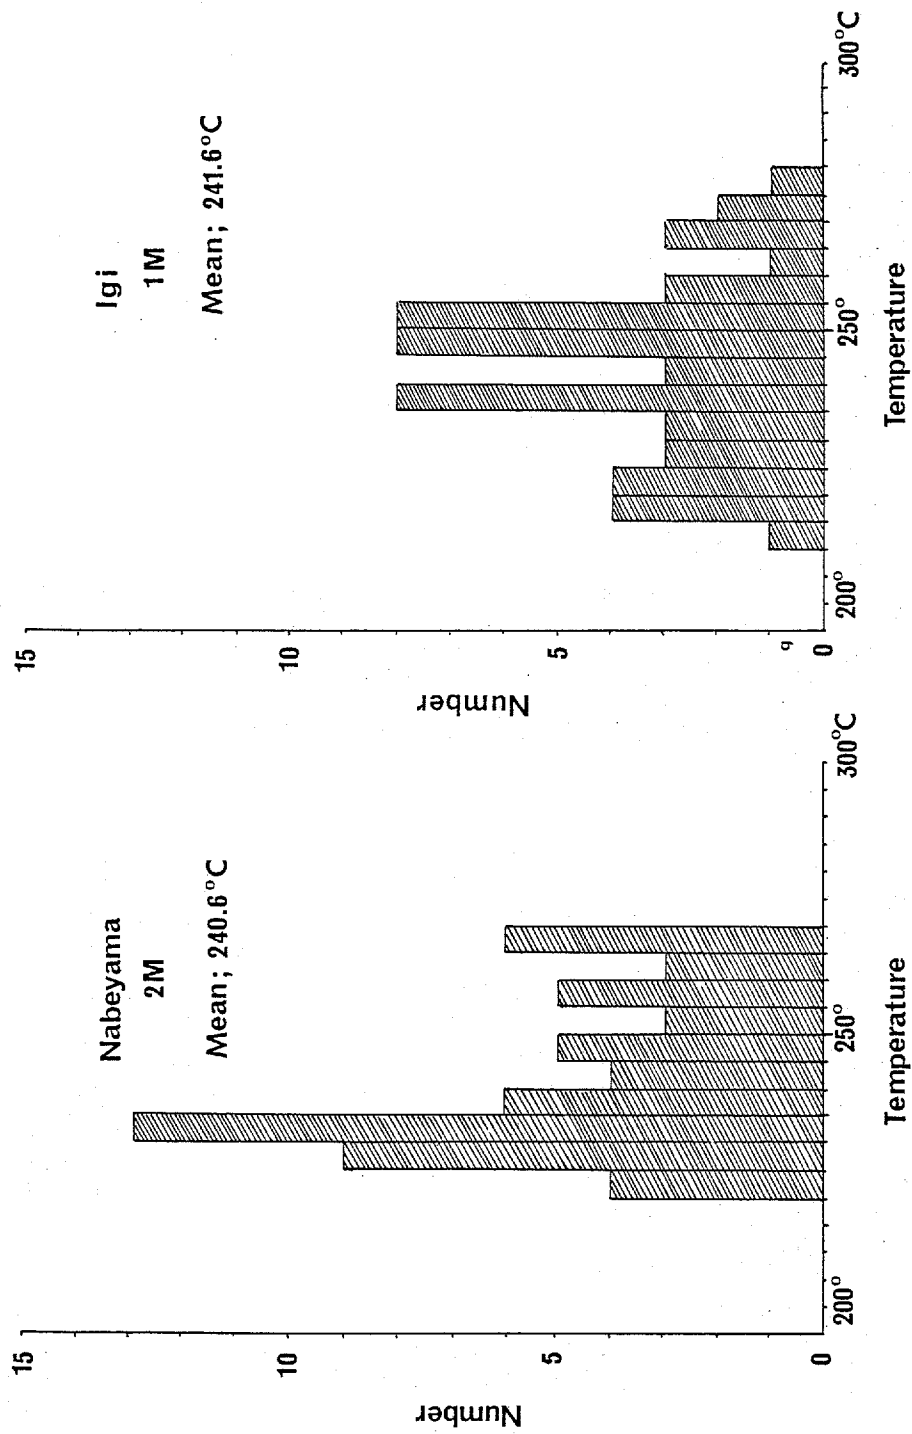 Nabeyama
2M
Mean; 240.6°C
15
10
5
0
Number
200°
250°
300°C
Temperature
Igi
1M
Mean; 241.6°C
15
10
5
0
Number
200°
250°
300°C
Temperature